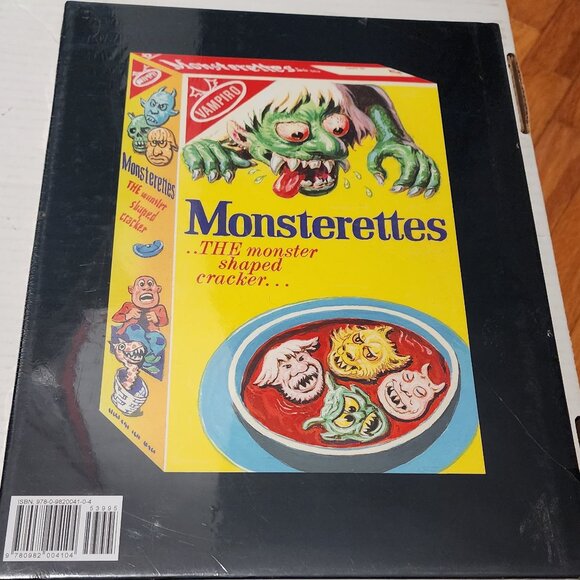 Monsterettes
VAMPIRO
VAMPIRO
Monsterettes
THE monster
shaped
cracker
Monsterettes
..THE monster
shaped
cracker...
ISBN: 978-0-9820041-0-4
53995
9 780982 004104